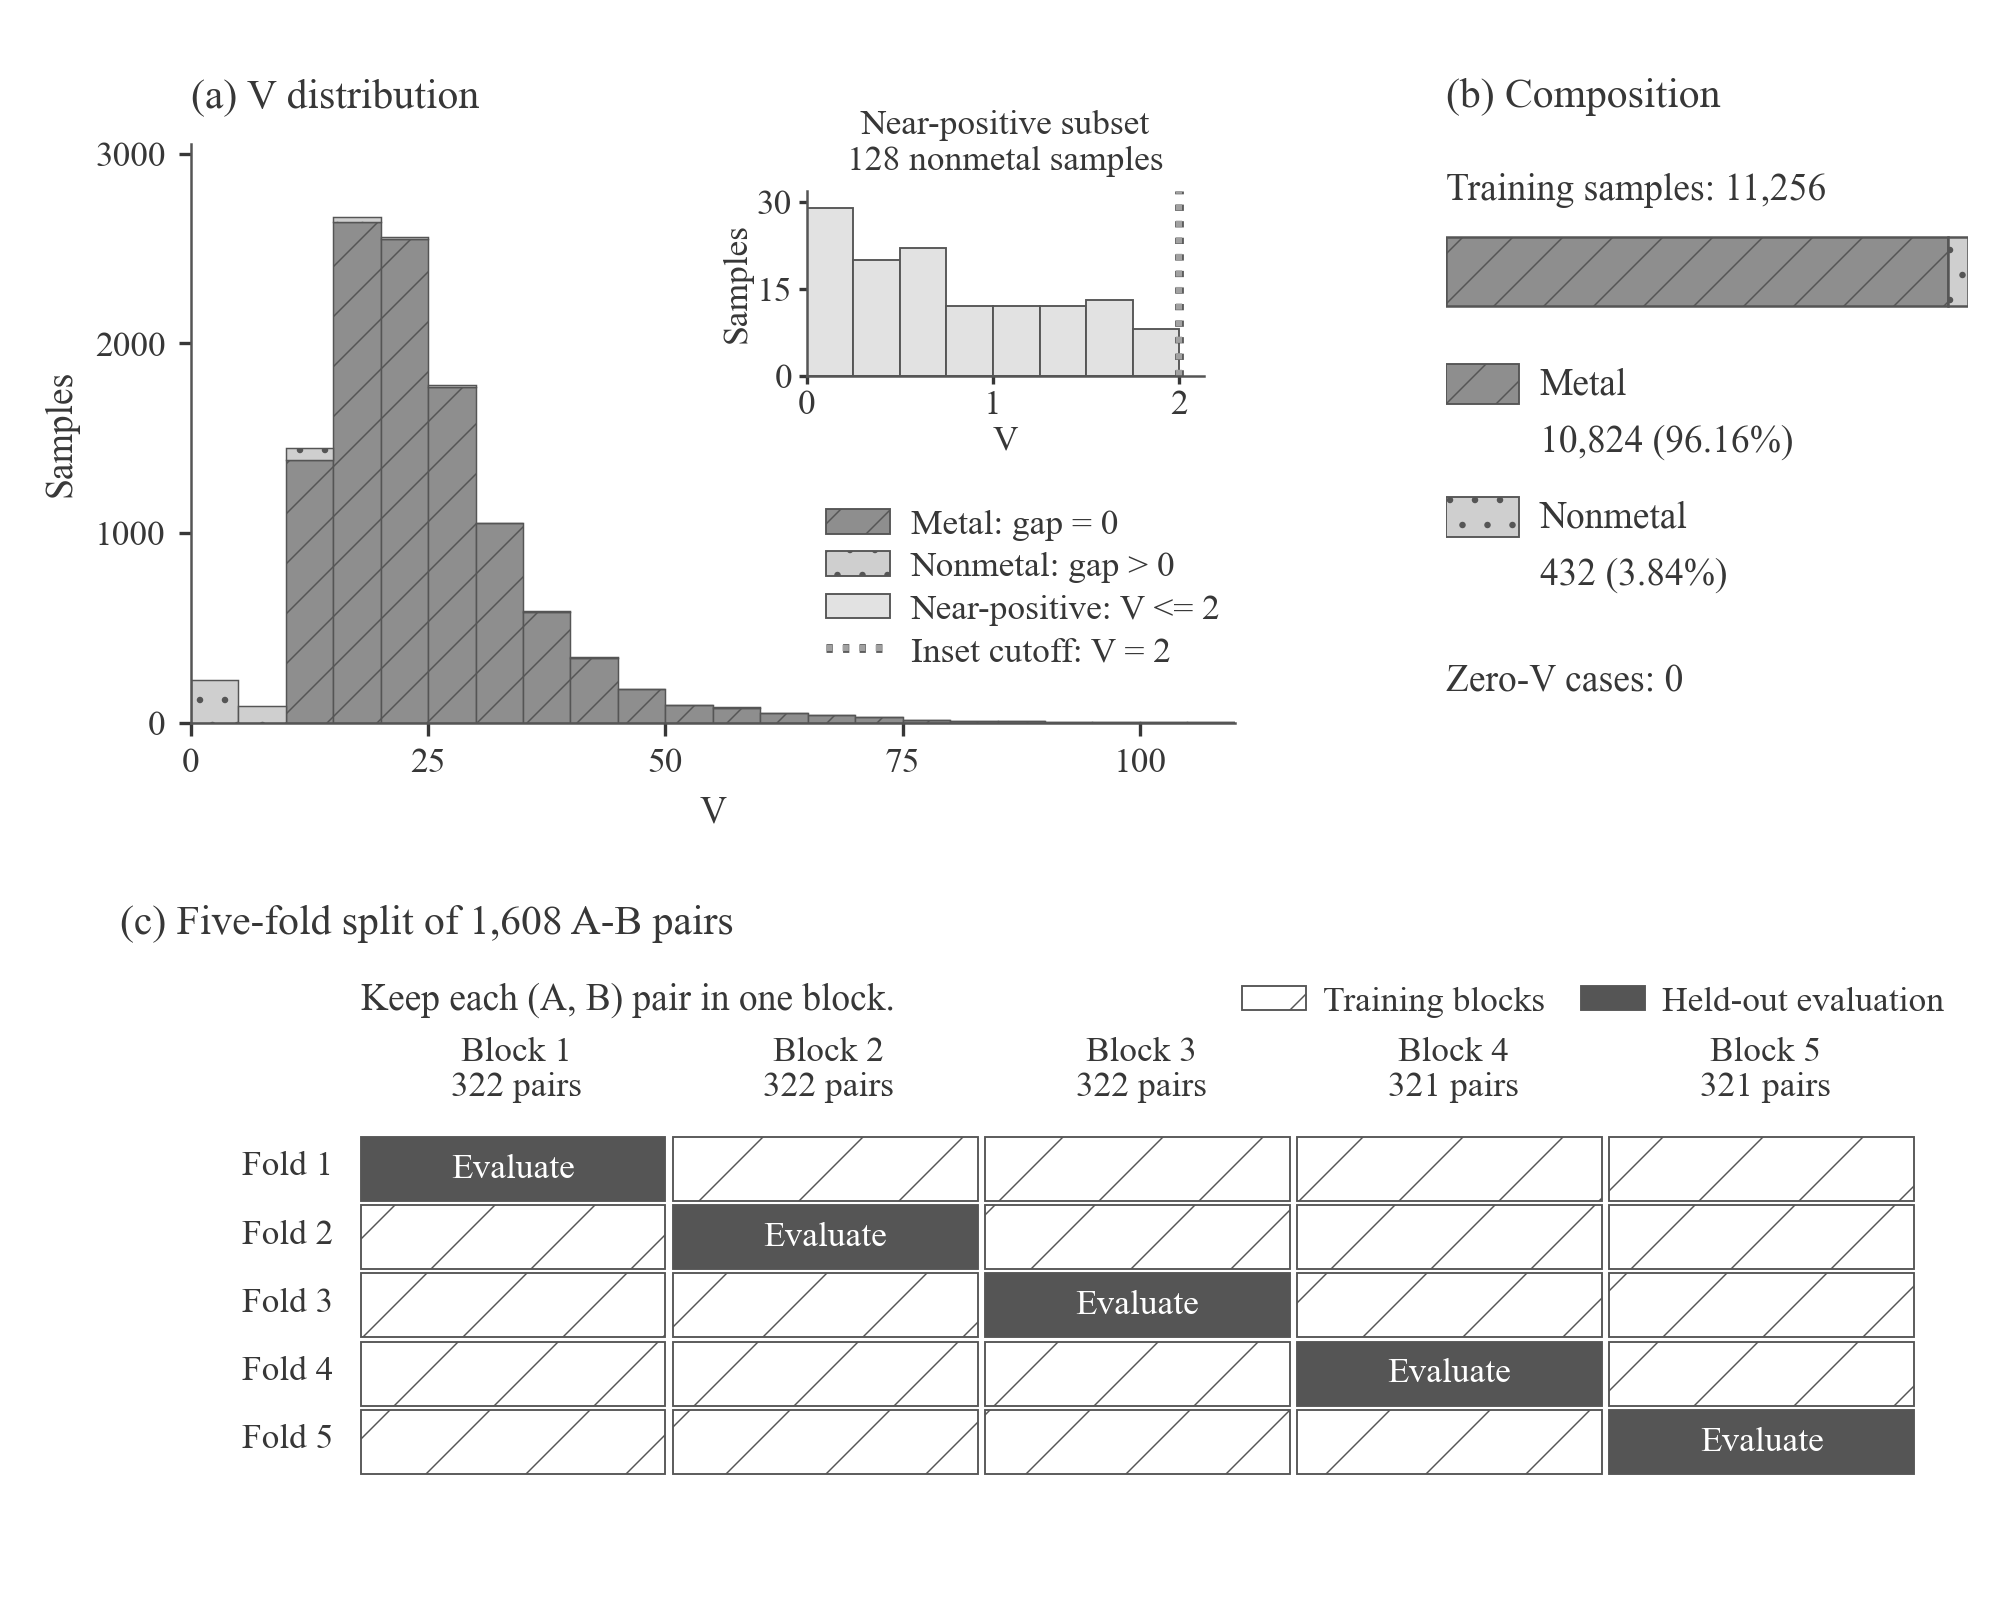 (a) V distribution
3000
2000
1000
0
Samples
0
25
50
75
100
V
Near-positive subset
128 nonmetal samples
30
15
0
Samples
0
1
2
V
Metal: gap = 0
Nonmetal: gap > 0
Near-positive: V <= 2
Inset cutoff: V = 2
(b) Composition
Training samples: 11,256
Metal
10,824 (96.16%)
Nonmetal
432 (3.84%)
Zero-V cases: 0
(c) Five-fold split of 1,608 A-B pairs
Keep each (A, B) pair in one block.
Training blocks
Held-out evaluation
Block 1
322 pairs
Block 2
322 pairs
Block 3
322 pairs
Block 4
321 pairs
Block 5
321 pairs
Fold 1
Evaluate
Fold 2
Evaluate
Fold 3
Evaluate
Fold 4
Evaluate
Fold 5
Evaluate